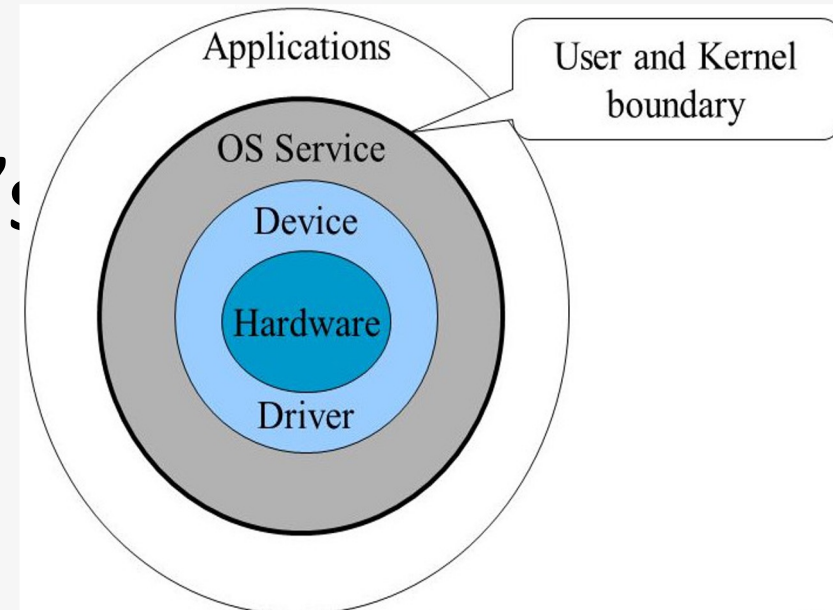 Applications
User and Kernel
boundary
OS Service
’s
Device
Hardware
Driver